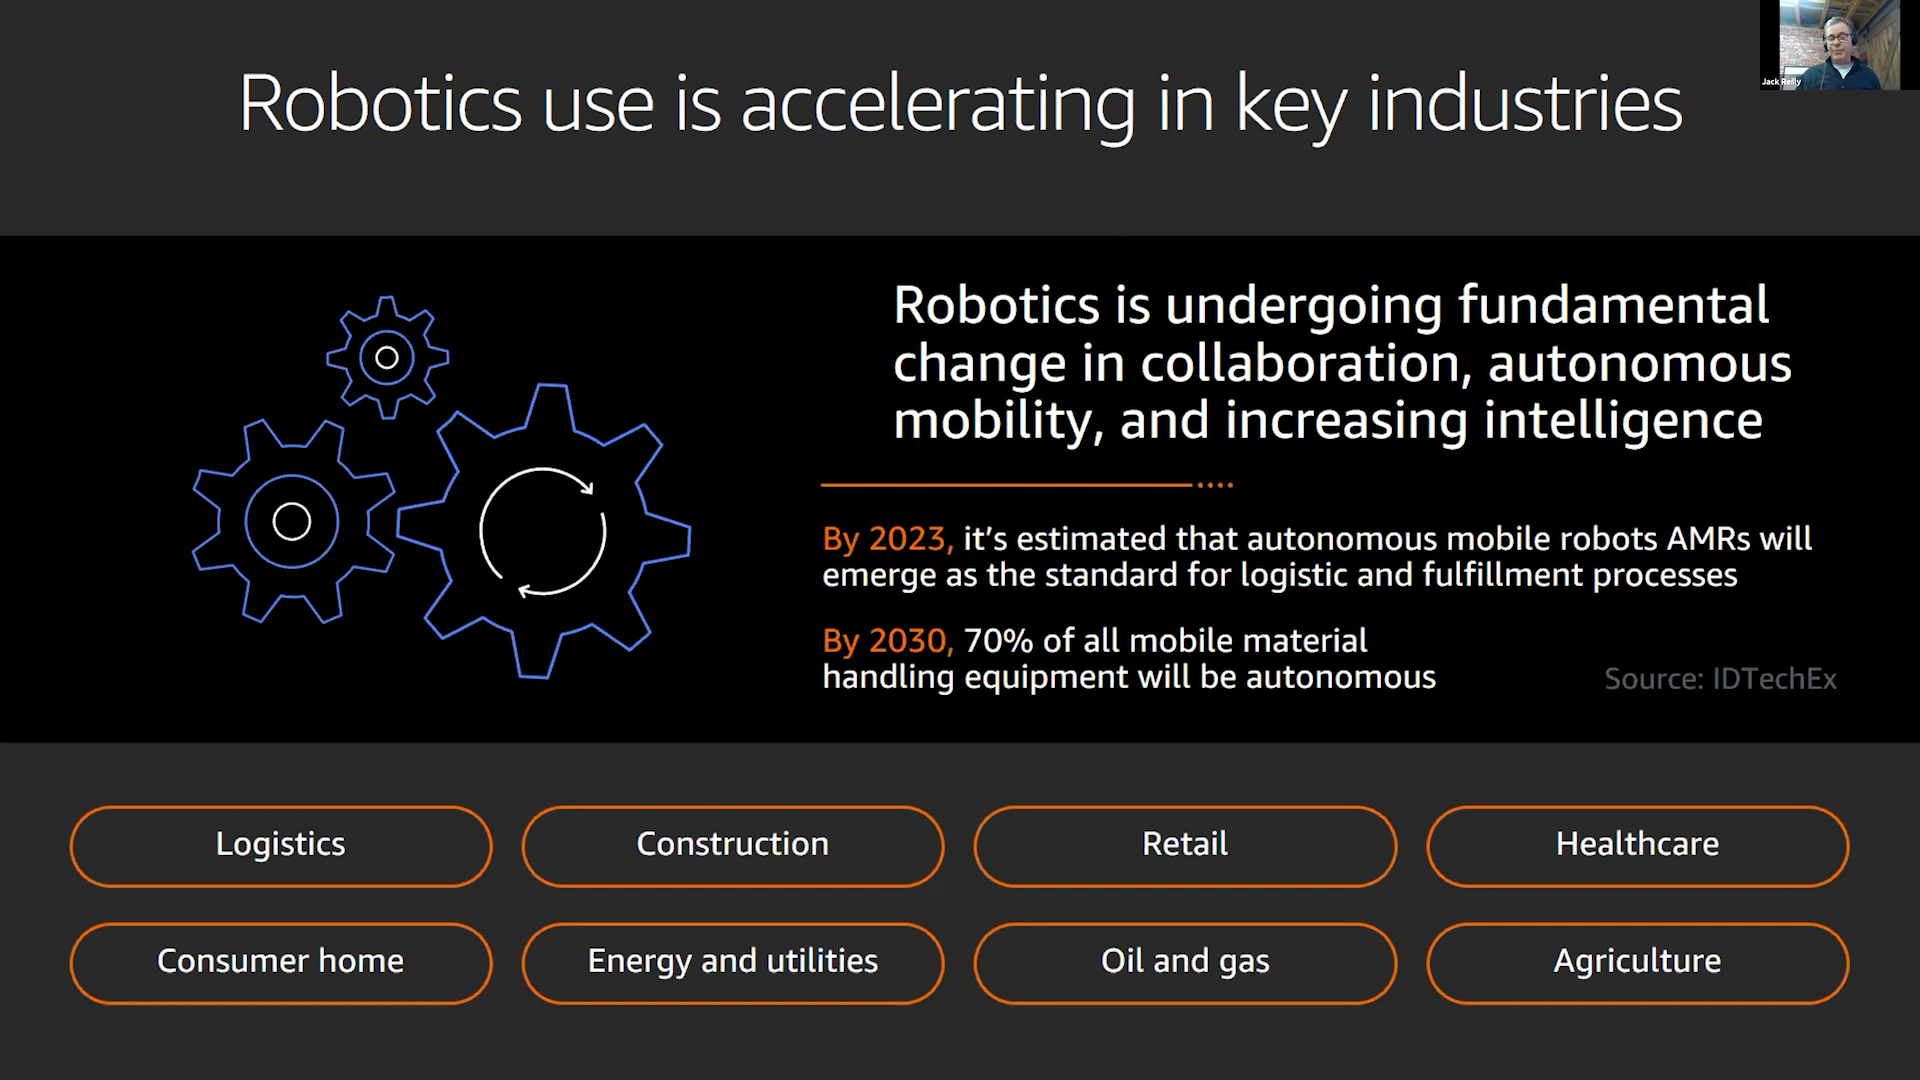 Robotics use is accelerating in key industries
Jack Reilly
Robotics is undergoing fundamental
change in collaboration, autonomous
mobility, and increasing intelligence
By 2023, it’s estimated that autonomous mobile robots AMRs will
emerge as the standard for logistic and fulfillment processes
By 2030, 70% of all mobile material
handling equipment will be autonomous
Source: IDTechEx
Logistics
Construction
Retail
Healthcare
Consumer home
Energy and utilities
Oil and gas
Agriculture